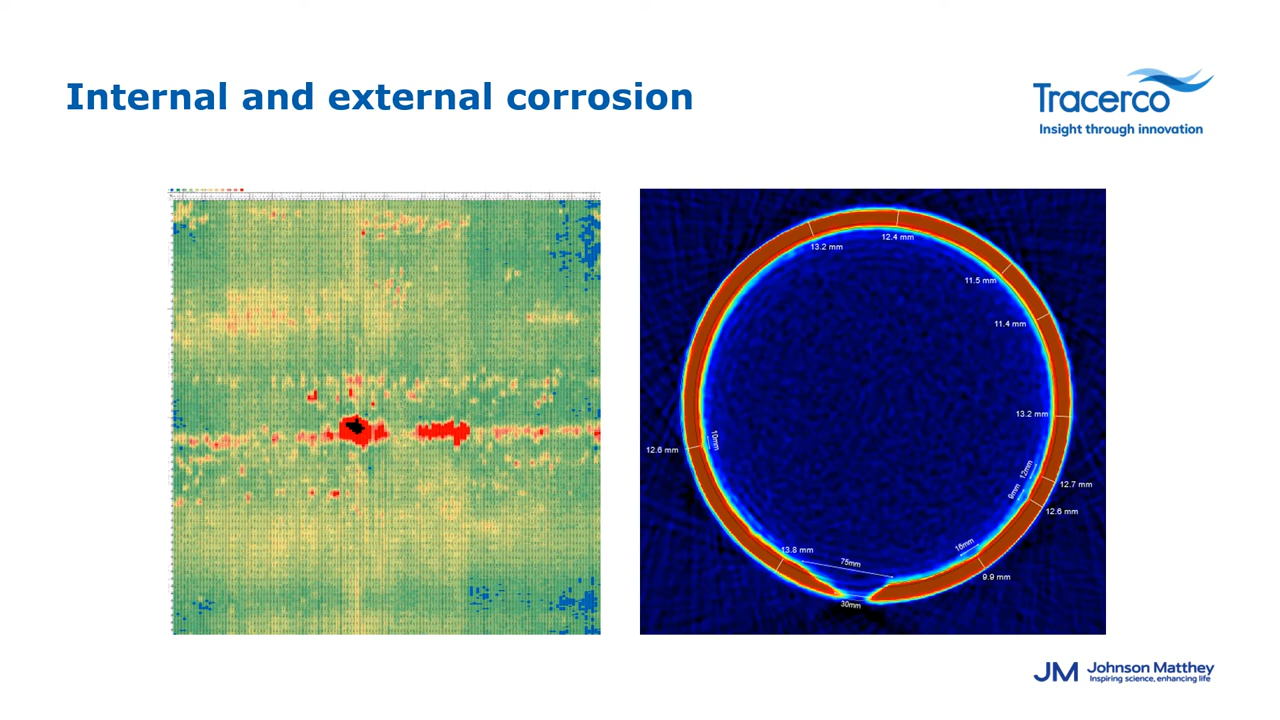 Internal and external corrosion
Tracerco
Insight through innovation
13.2 mm
12.4 mm
11.5 mm
11.4 mm
13.2 mm
10mm
12.6 mm
12mm
12.7 mm
9mm
12.6 mm
16mm
13.8 mm
75mm
9.9 mm
30mm
JM Johnson Matthey
Inspiring science, enhancing life